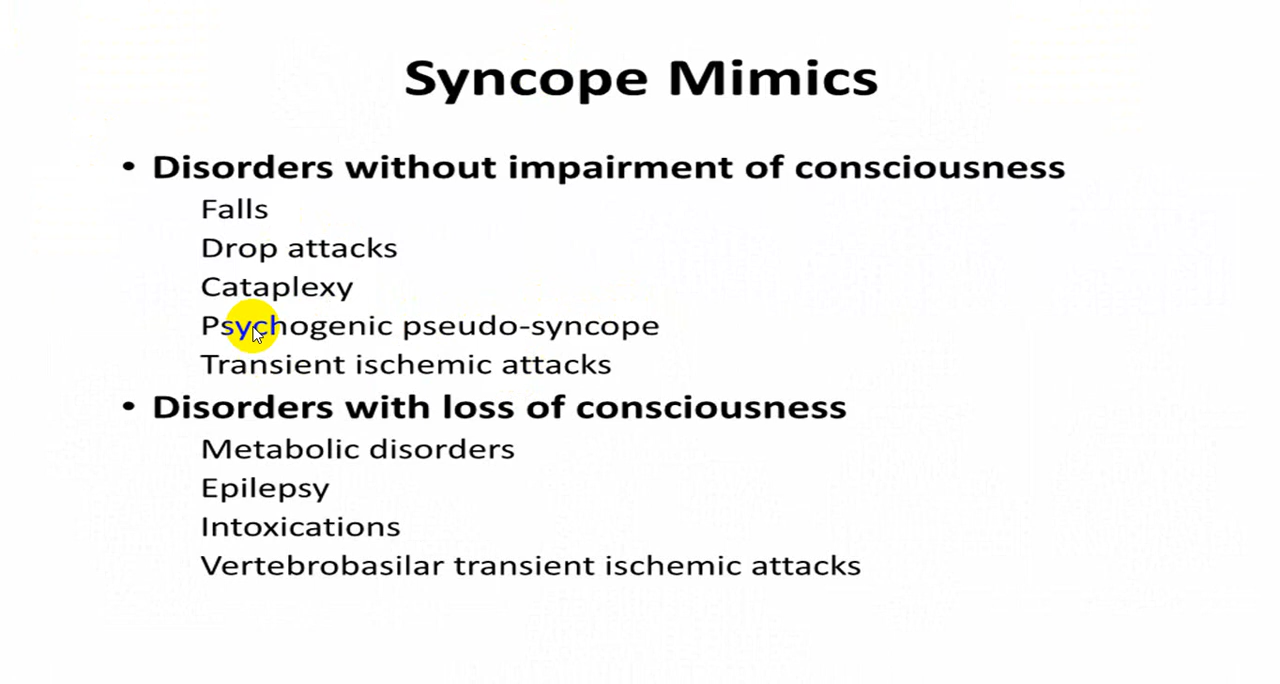 Syncope Mimics
• Disorders without impairment of consciousness
Falls
Drop attacks
Cataplexy
Psychogenic pseudo-syncope
Transient ischemic attacks
• Disorders with loss of consciousness
Metabolic disorders
Epilepsy
Intoxications
Vertebrobasilar transient ischemic attacks